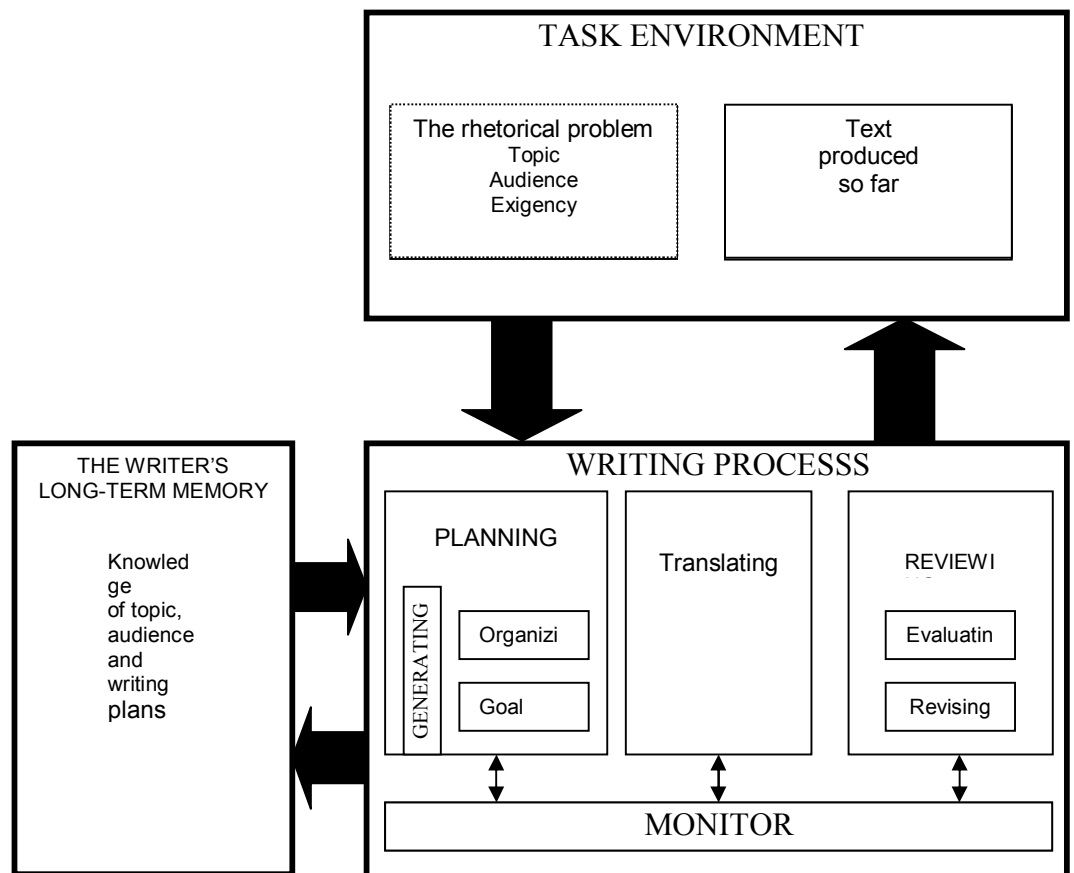 TASK ENVIRONMENT
The rhetorical problem
Topic
Audience
Exigency
Text
produced
so far
THE WRITER'S
LONG-TERM MEMORY
Knowled
ge
of topic,
audience
and
writing
plans
WRITING PROCESSS
PLANNING
GENERATING
Organizi
Goal
Translating
REVIEWI
Evaluatin
Revising
MONITOR